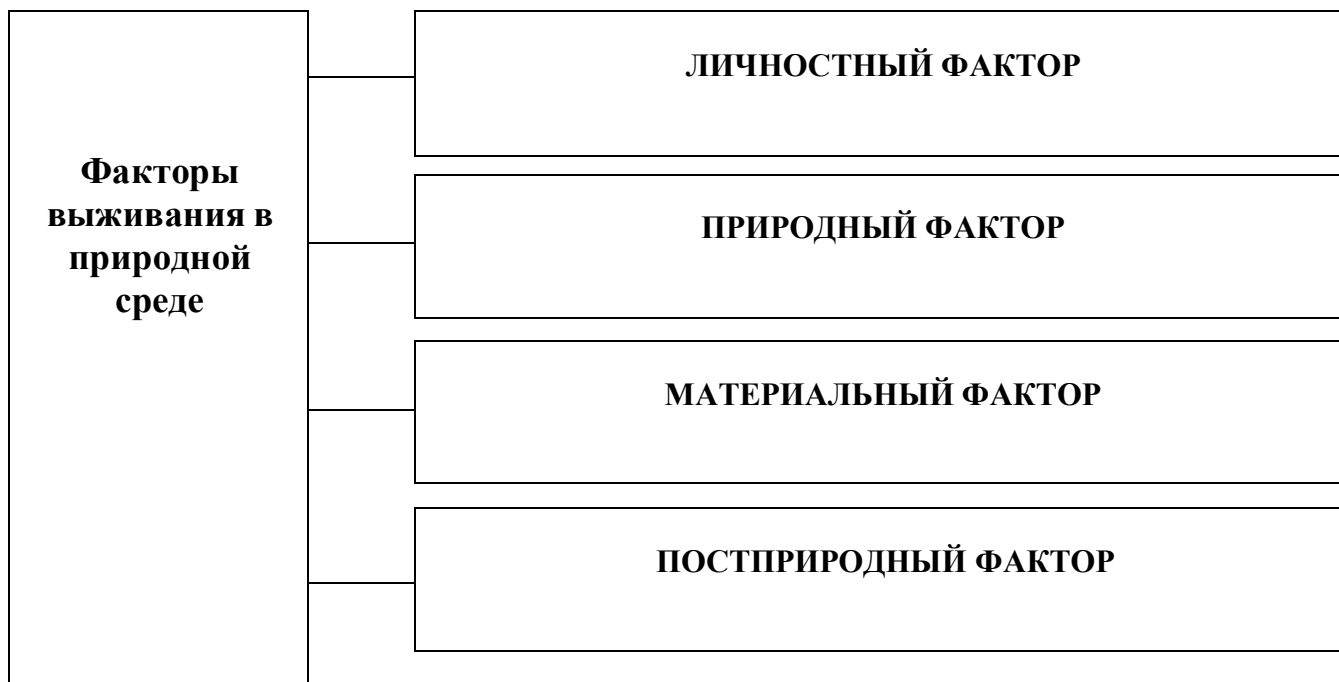 Факторы
выживания в
природной
среде
ЛИЧНОСТНЫЙ ФАКТОР
ПРИРОДНЫЙ ФАКТОР
МАТЕРИАЛЬНЫЙ ФАКТОР
ПОСТПРИРОДНЫЙ ФАКТОР